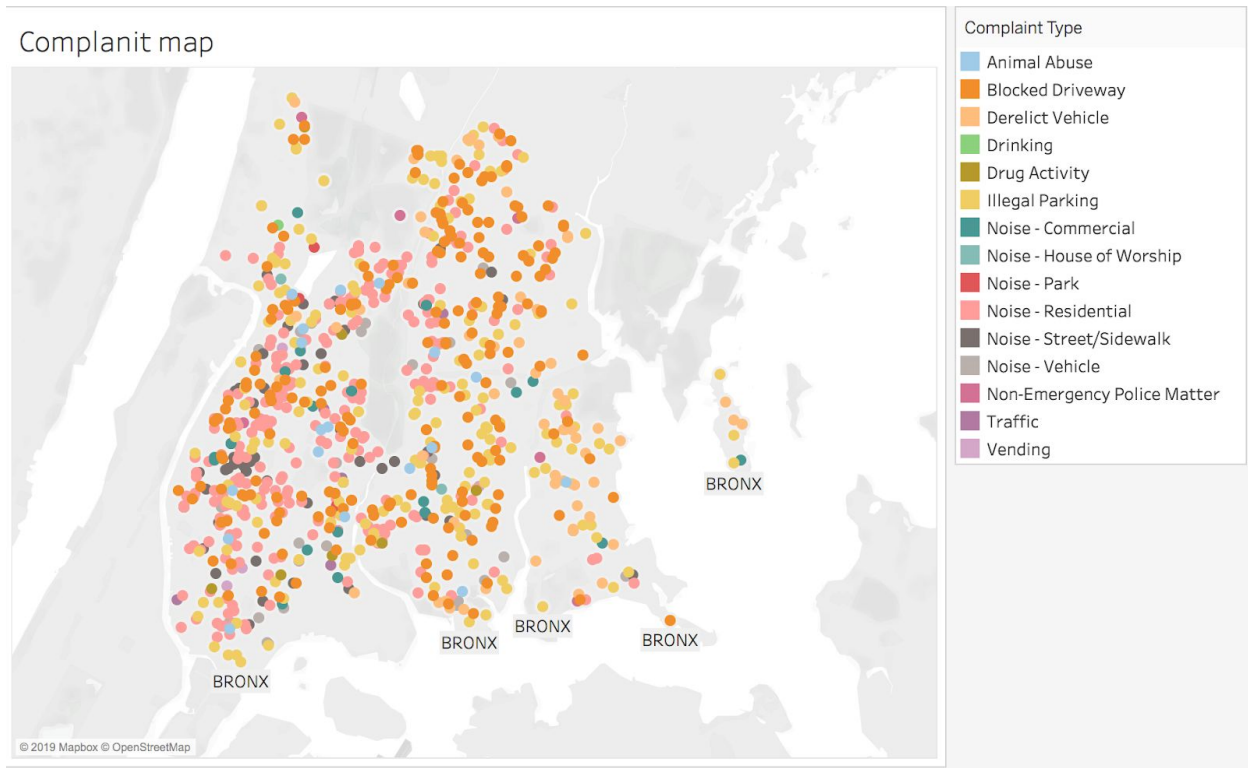 Complanit map
Complaint Type
Animal Abuse
Blocked Driveway
Derelict Vehicle
Drinking
Drug Activity
Illegal Parking
Noise - Commercial
Noise - House of Worship
Noise - Park
Noise - Residential
Noise - Street/Sidewalk
Noise - Vehicle
Non-Emergency Police Matter
Traffic
Vending
BRONX
BRONX
BRONX
BRONX
BRONX
© 2019 Mapbox © OpenStreetMap